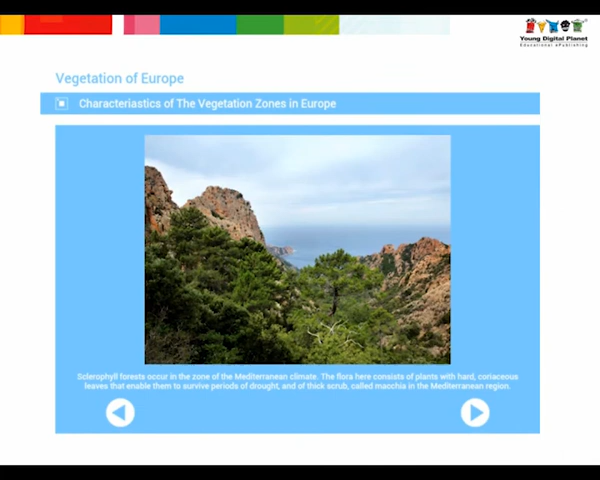 Young Digital Planet
Educational ePublishing
Vegetation of Europe
Characteriastics of The Vegetation Zones in Europe
Sclerophyll forests occur in the zone of the Mediterranean climate. The flora here consists of plants with hard, coriaceous
leaves that enable them to survive periods of drought, and of thick scrub, called macchia in the Mediterranean region.